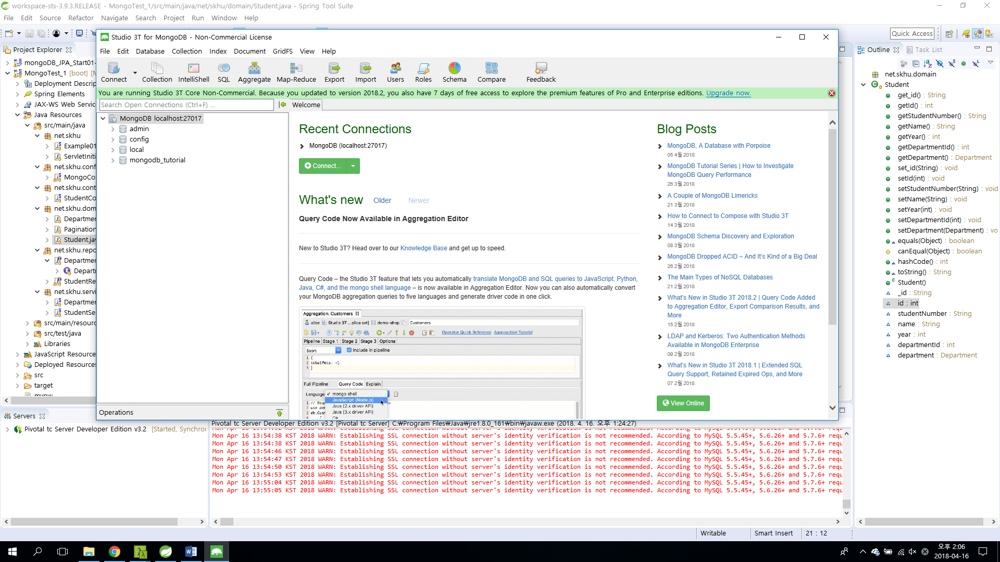 workspace-sts-3.9.3.RELEASE - MongoTest_1/src/main/java/net/skhu/domain/Student.java - Spring Tool Suite
File Edit Source Refactor Navigate Search Project Run Window Help
Quick Access
Project Explorer
mongoDB_JPA_Start01-
MongoTest_1 [boot]
Deployment Descrip
Spring Elements
JAX-WS Web Servic
Java Resources
src/main/java
net.skhu
Example01
ServletIniti
net.skhu.conf
MongoCo
net.skhu.cont
StudentCo
net.skhu.dom
Departmer
Pagination
Student.jav
net.skhu.repo
Departmer
Departr
StudentRe
net.skhu.servi
Departmer
StudentSe
src/main/resourc
src/test/java
Libraries
JavaScript Resource
Deployed Resources
src
target
mvnw
Studio 3T for MongoDB - Non-Commercial License
File Edit Database Collection Index Document GridFS View Help
Connect Collection IntelliShell SQL Aggregate Map-Reduce Export Import Users Roles Schema Compare Feedback
You are running Studio 3T Core Non-Commercial. Because you updated to version 2018.2, you also have 7 days of free access to explore the premium features of Pro and Enterprise editions. Upgrade now.
Search Open Connections (Ctrl+F) ...
Welcome
MongoDB localhost:27017
admin
config
local
mongodb_tutorial
Operations
Recent Connections
MongoDB (localhost:27017)
Connect...
What's new Older Newer
Query Code Now Available in Aggregation Editor
New to Studio 3T? Head over to our Knowledge Base and get up to speed.
Query Code – the Studio 3T feature that lets you automatically translate MongoDB and SQL queries to JavaScript, Python,
Java, C#, and the mongo shell language – is now available in Aggregation Editor. Now you can also automatically convert
your MongoDB aggregation queries to five languages and generate driver code in one click.
Aggregation: Customers
alice Studio 3T ...plica set] demo-shop Customers
Operator Quick Reference Aggregation Tutorial
Pipeline Stage 1 Stage 2 Stage 3 Options
$sort Include in pipeline
1 {
2 totalPets: -1
3 }
Full Pipeline Query Code Explain
Language ✓ mongo shell
JavaScript (Node.js)
Java (2.x driver API)
Java (3.x driver API)
C#
1 // Req
use de
db.Cust
Blog Posts
MongoDB, A Database with Porpoise
05 4월 2018
MongoDB Tutorial Series | How to Investigate
MongoDB Query Performance
26 3월 2018
A Couple of MongoDB Limericks
21 3월 2018
How to Connect to Compose with Studio 3T
14 3월 2018
MongoDB Schema Discovery and Exploration
08 3월 2018
MongoDB Dropped ACID – And It's Kind of a Big Deal
26 2월 2018
The Main Types of NoSQL Databases
21 2월 2018
What's New in Studio 3T 2018.2 | Query Code Added
to Aggregation Editor, Export Comparison Results, and
More
15 2월 2018
LDAP and Kerberos: Two Authentication Methods
Available in MongoDB Enterprise
09 2월 2018
What's New in Studio 3T 2018.1 | Extended SQL
Query Support, Retained Expired Ops, and More
07 2월 2018
View Online
Outline Task List
net.skhu.domain
Student
get_id() : String
getId() : int
getStudentNumber() : String
getName() : String
getYear() : int
getDepartmentId() : int
getDepartment() : Department
set_id(String) : void
setId(int) : void
setStudentNumber(String) : void
setName(String) : void
setYear(int) : void
setDepartmentId(int) : void
setDepartment(Department) : vo
equals(Object) : boolean
canEqual(Object) : boolean
hashCode() : int
toString() : String
Student()
_id : String
id : int
studentNumber : String
name : String
year : int
departmentId : int
department : Department
Servers
Pivotal tc Server Developer Edition v3.2 [Started, Synchror
Pivotal tc Server Developer Edition v3.2 [Pivotal tc Server] C:₩Program Files₩Java₩jre1.8.0_161₩bin₩javaw.exe (2018. 4. 16. 오후 1:24:27)
Mon Apr 16 13:54:38 KST 2018 WARN: Establishing SSL connection without server's identity verification is not recommended. According to MySQL 5.5.45+, 5.6.26+ and 5.7.6+ requ
Mon Apr 16 13:54:38 KST 2018 WARN: Establishing SSL connection without server's identity verification is not recommended. According to MySQL 5.5.45+, 5.6.26+ and 5.7.6+ requ
Mon Apr 16 13:54:46 KST 2018 WARN: Establishing SSL connection without server's identity verification is not recommended. According to MySQL 5.5.45+, 5.6.26+ and 5.7.6+ requ
Mon Apr 16 13:54:47 KST 2018 WARN: Establishing SSL connection without server's identity verification is not recommended. According to MySQL 5.5.45+, 5.6.26+ and 5.7.6+ requ
Mon Apr 16 13:54:50 KST 2018 WARN: Establishing SSL connection without server's identity verification is not recommended. According to MySQL 5.5.45+, 5.6.26+ and 5.7.6+ requ
Mon Apr 16 13:54:53 KST 2018 WARN: Establishing SSL connection without server's identity verification is not recommended. According to MySQL 5.5.45+, 5.6.26+ and 5.7.6+ requ
Mon Apr 16 13:55:04 KST 2018 WARN: Establishing SSL connection without server's identity verification is not recommended. According to MySQL 5.5.45+, 5.6.26+ and 5.7.6+ requ
Mon Apr 16 13:55:05 KST 2018 WARN: Establishing SSL connection without server's identity verification is not recommended. According to MySQL 5.5.45+, 5.6.26+ and 5.7.6+ requ
Writable Smart Insert 21 : 12
오후 2:06
2018-04-16